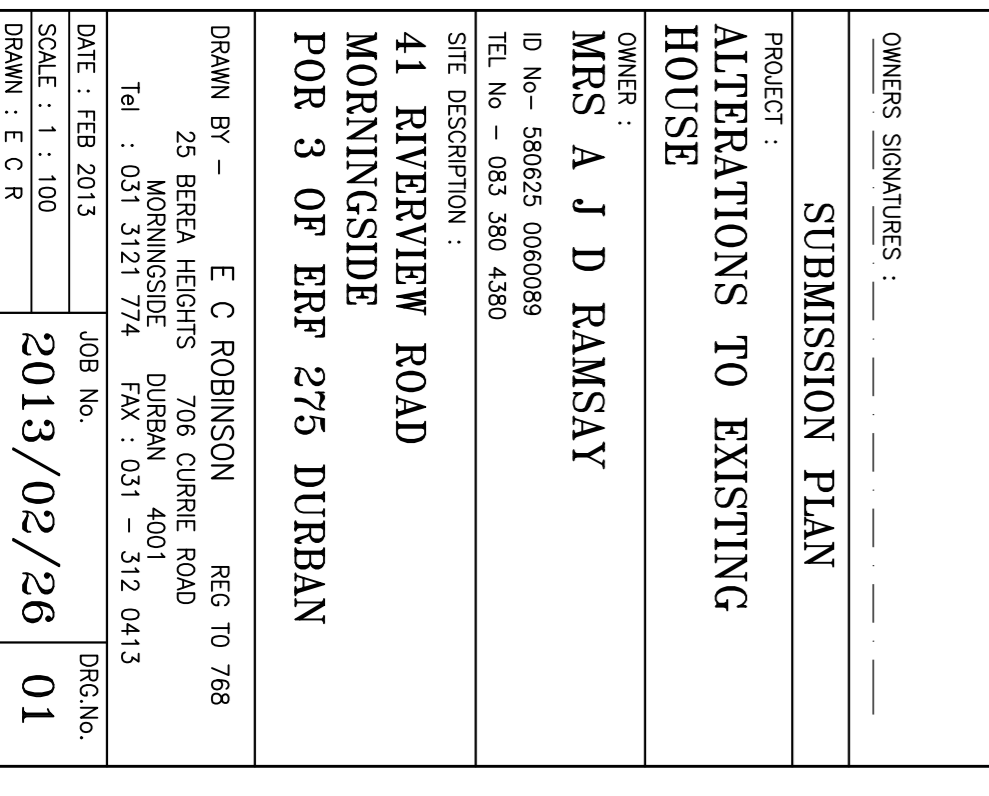 OWNERS SIGNATURES :
SUBMISSION PLAN
PROJECT :
ALTERATIONS TO EXISTING
HOUSE
OWNER :
MRS A J D RAMSAY
ID No- 580625 0060089
TEL No - 083 380 4380
SITE DESCRIPTION :
41 RIVERVIEW ROAD
MORNINGSIDE
POR 3 OF ERF 275 DURBAN
DRAWN BY - E C ROBINSON REG TO 768
25 BEREA HEIGHTS 706 CURRIE ROAD
MORNINGSIDE DURBAN 4001
Tel : 031 3121 774 FAX : 031 - 312 0413
DATE : FEB 2013
SCALE : 1 : 100
DRAWN : E C R
JOB No.
2013/02/26
DRG.No.
01